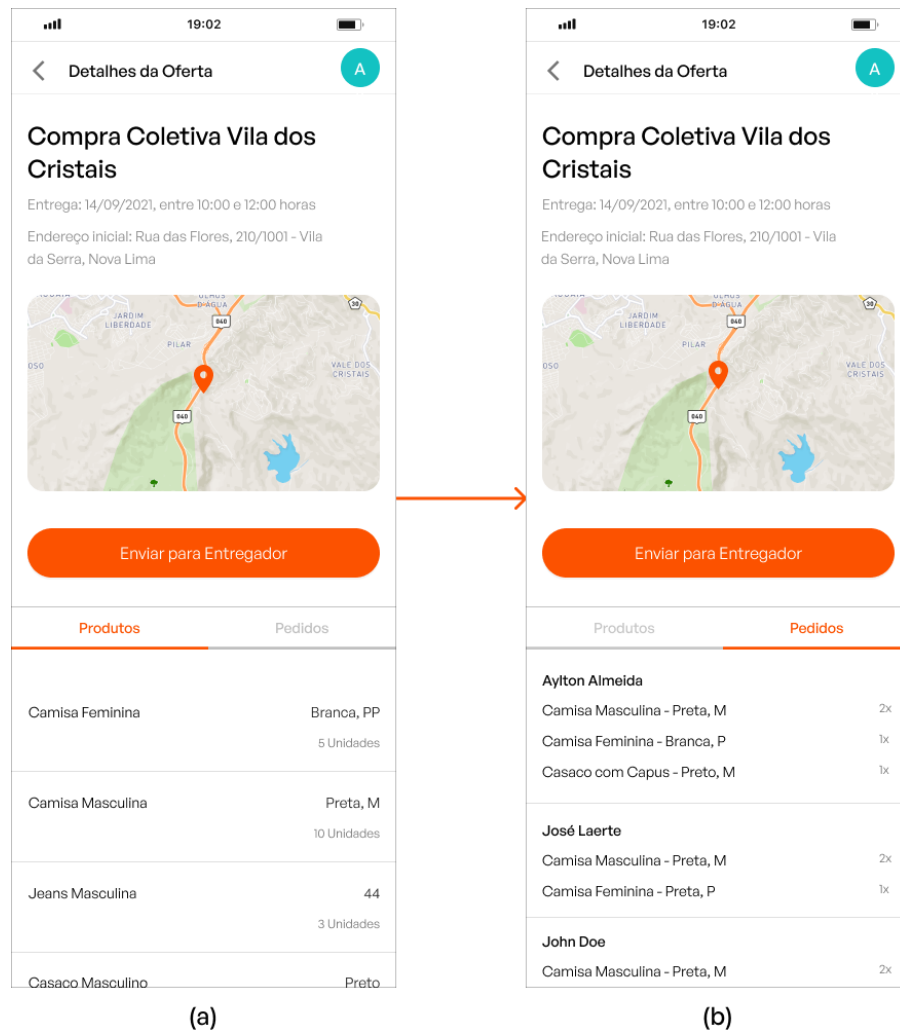 19:02
Detalhes da Oferta
A
Compra Coletiva Vila dos
Cristais
Entrega: 14/09/2021, entre 10:00 e 12:00 horas
Endereço inicial: Rua das Flores, 210/1001 - Vila
da Serra, Nova Lima
D'ÁGUA
30
JARDIM
LIBERDADE
040
PILAR
OSO
VALE DOS
CRISTAIS
040
Enviar para Entregador
Produtos
Pedidos
Camisa Feminina
Branca, PP
5 Unidades
Camisa Masculina
Preta, M
10 Unidades
Jeans Masculina
44
3 Unidades
Casaco Masculino
Preto
(a)
19:02
Detalhes da Oferta
A
Compra Coletiva Vila dos
Cristais
Entrega: 14/09/2021, entre 10:00 e 12:00 horas
Endereço inicial: Rua das Flores, 210/1001 - Vila
da Serra, Nova Lima
D'ÁGUA
30
JARDIM
LIBERDADE
040
PILAR
OSO
VALE DOS
CRISTAIS
040
Enviar para Entregador
Produtos
Pedidos
Aylton Almeida
Camisa Masculina - Preta, M 2x
Camisa Feminina - Branca, P 1x
Casaco com Capus - Preto, M 1x
José Laerte
Camisa Masculina - Preta, M 2x
Camisa Feminina - Preta, P 1x
John Doe
Camisa Masculina - Preta, M 2x
(b)